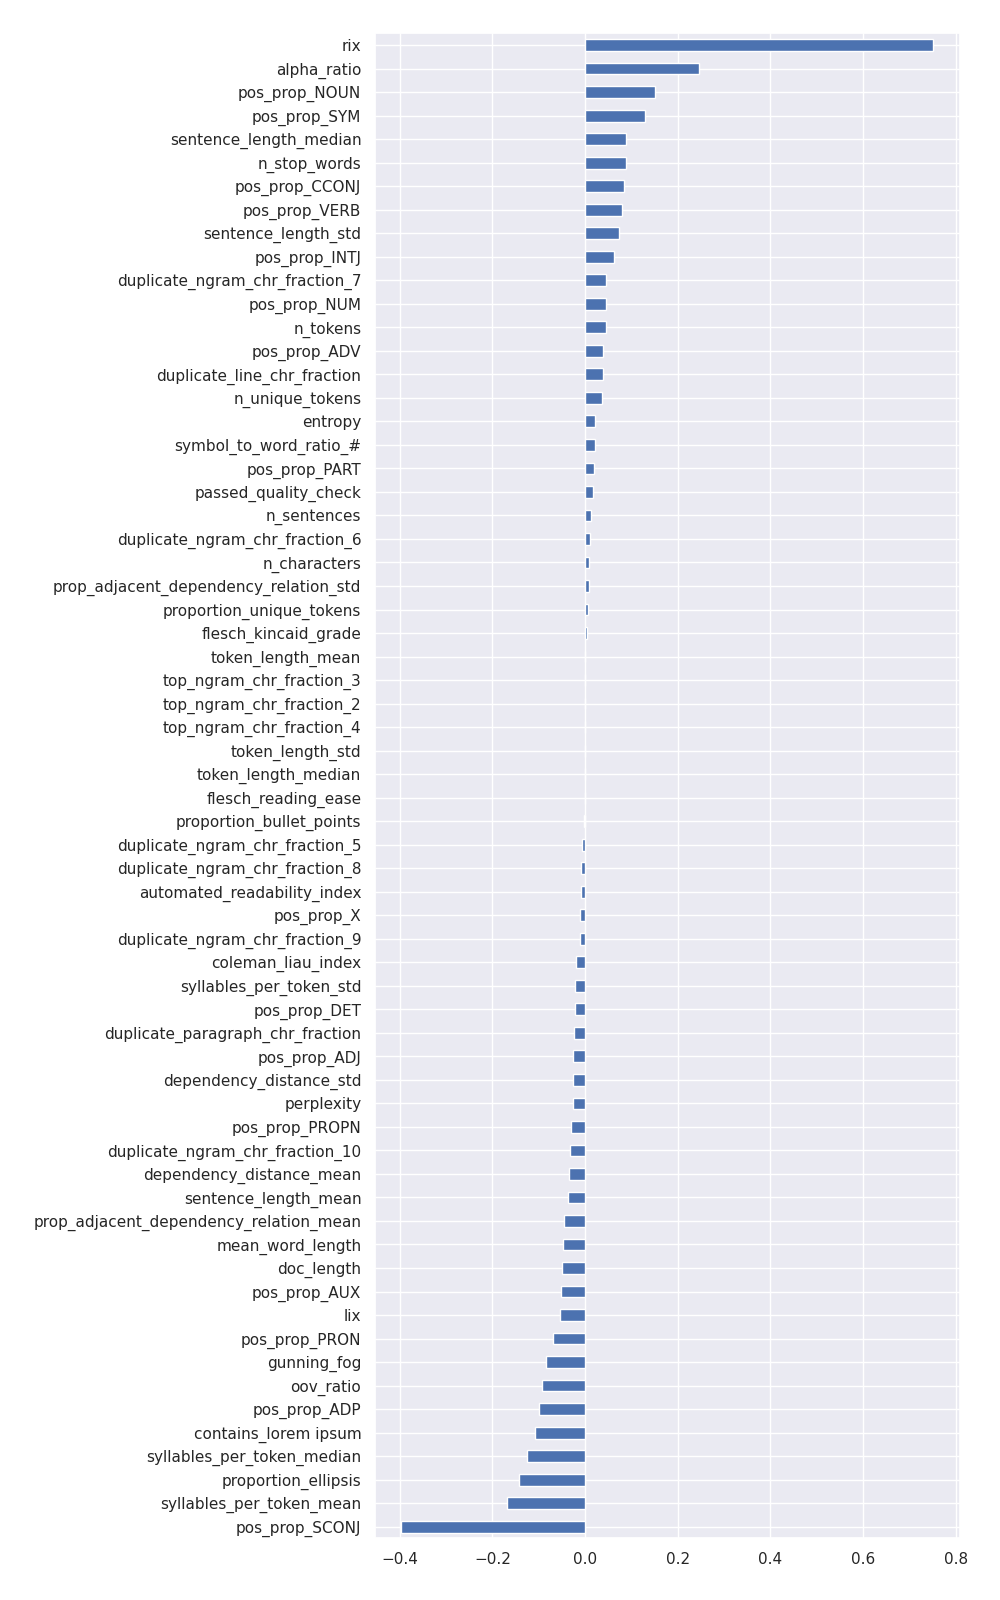 rix
alpha_ratio
pos_prop_NOUN
pos_prop_SYM
sentence_length_median
n_stop_words
pos_prop_CCONJ
pos_prop_VERB
sentence_length_std
pos_prop_INTJ
duplicate_ngram_chr_fraction_7
pos_prop_NUM
n_tokens
pos_prop_ADV
duplicate_line_chr_fraction
n_unique_tokens
entropy
symbol_to_word_ratio_#
pos_prop_PART
passed_quality_check
n_sentences
duplicate_ngram_chr_fraction_6
n_characters
prop_adjacent_dependency_relation_std
proportion_unique_tokens
flesch_kincaid_grade
token_length_mean
top_ngram_chr_fraction_3
top_ngram_chr_fraction_2
top_ngram_chr_fraction_4
token_length_std
token_length_median
flesch_reading_ease
proportion_bullet_points
duplicate_ngram_chr_fraction_5
duplicate_ngram_chr_fraction_8
automated_readability_index
pos_prop_X
duplicate_ngram_chr_fraction_9
coleman_liau_index
syllables_per_token_std
pos_prop_DET
duplicate_paragraph_chr_fraction
pos_prop_ADJ
dependency_distance_std
perplexity
pos_prop_PROPN
duplicate_ngram_chr_fraction_10
dependency_distance_mean
sentence_length_mean
prop_adjacent_dependency_relation_mean
mean_word_length
doc_length
pos_prop_AUX
lix
pos_prop_PRON
gunning_fog
oov_ratio
pos_prop_ADP
contains_lorem ipsum
syllables_per_token_median
proportion_ellipsis
syllables_per_token_mean
pos_prop_SCONJ
−0.4 −0.2 0.0 0.2 0.4 0.6 0.8